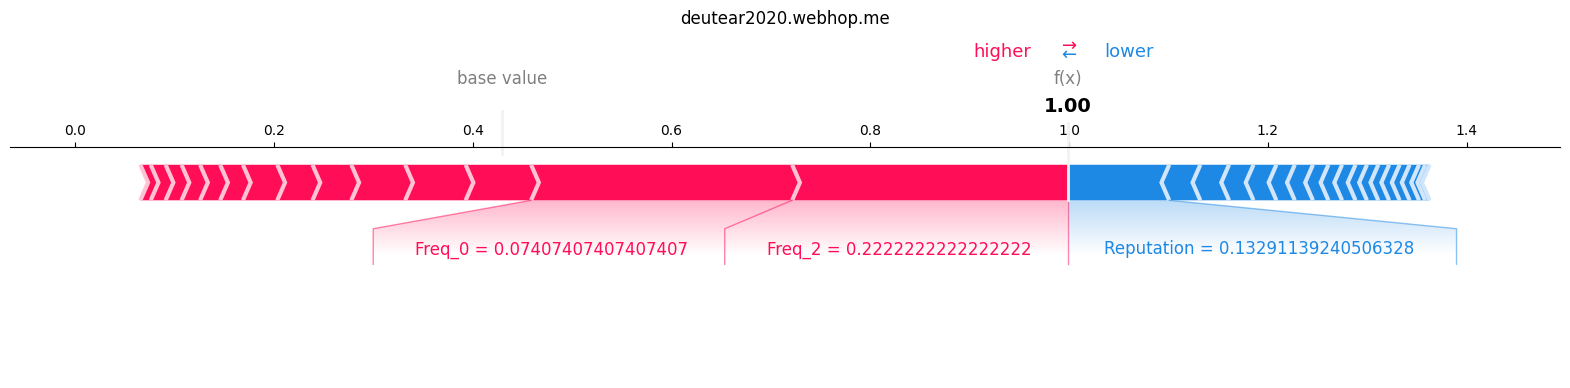 deutear2020.webhop.me
higher → ← lower
base value f(x)
1.00
0.0 0.2 0.4 0.6 0.8 1.0 1.2 1.4
Freq_0 = 0.07407407407407407 Freq_2 = 0.2222222222222222 Reputation = 0.13291139240506328